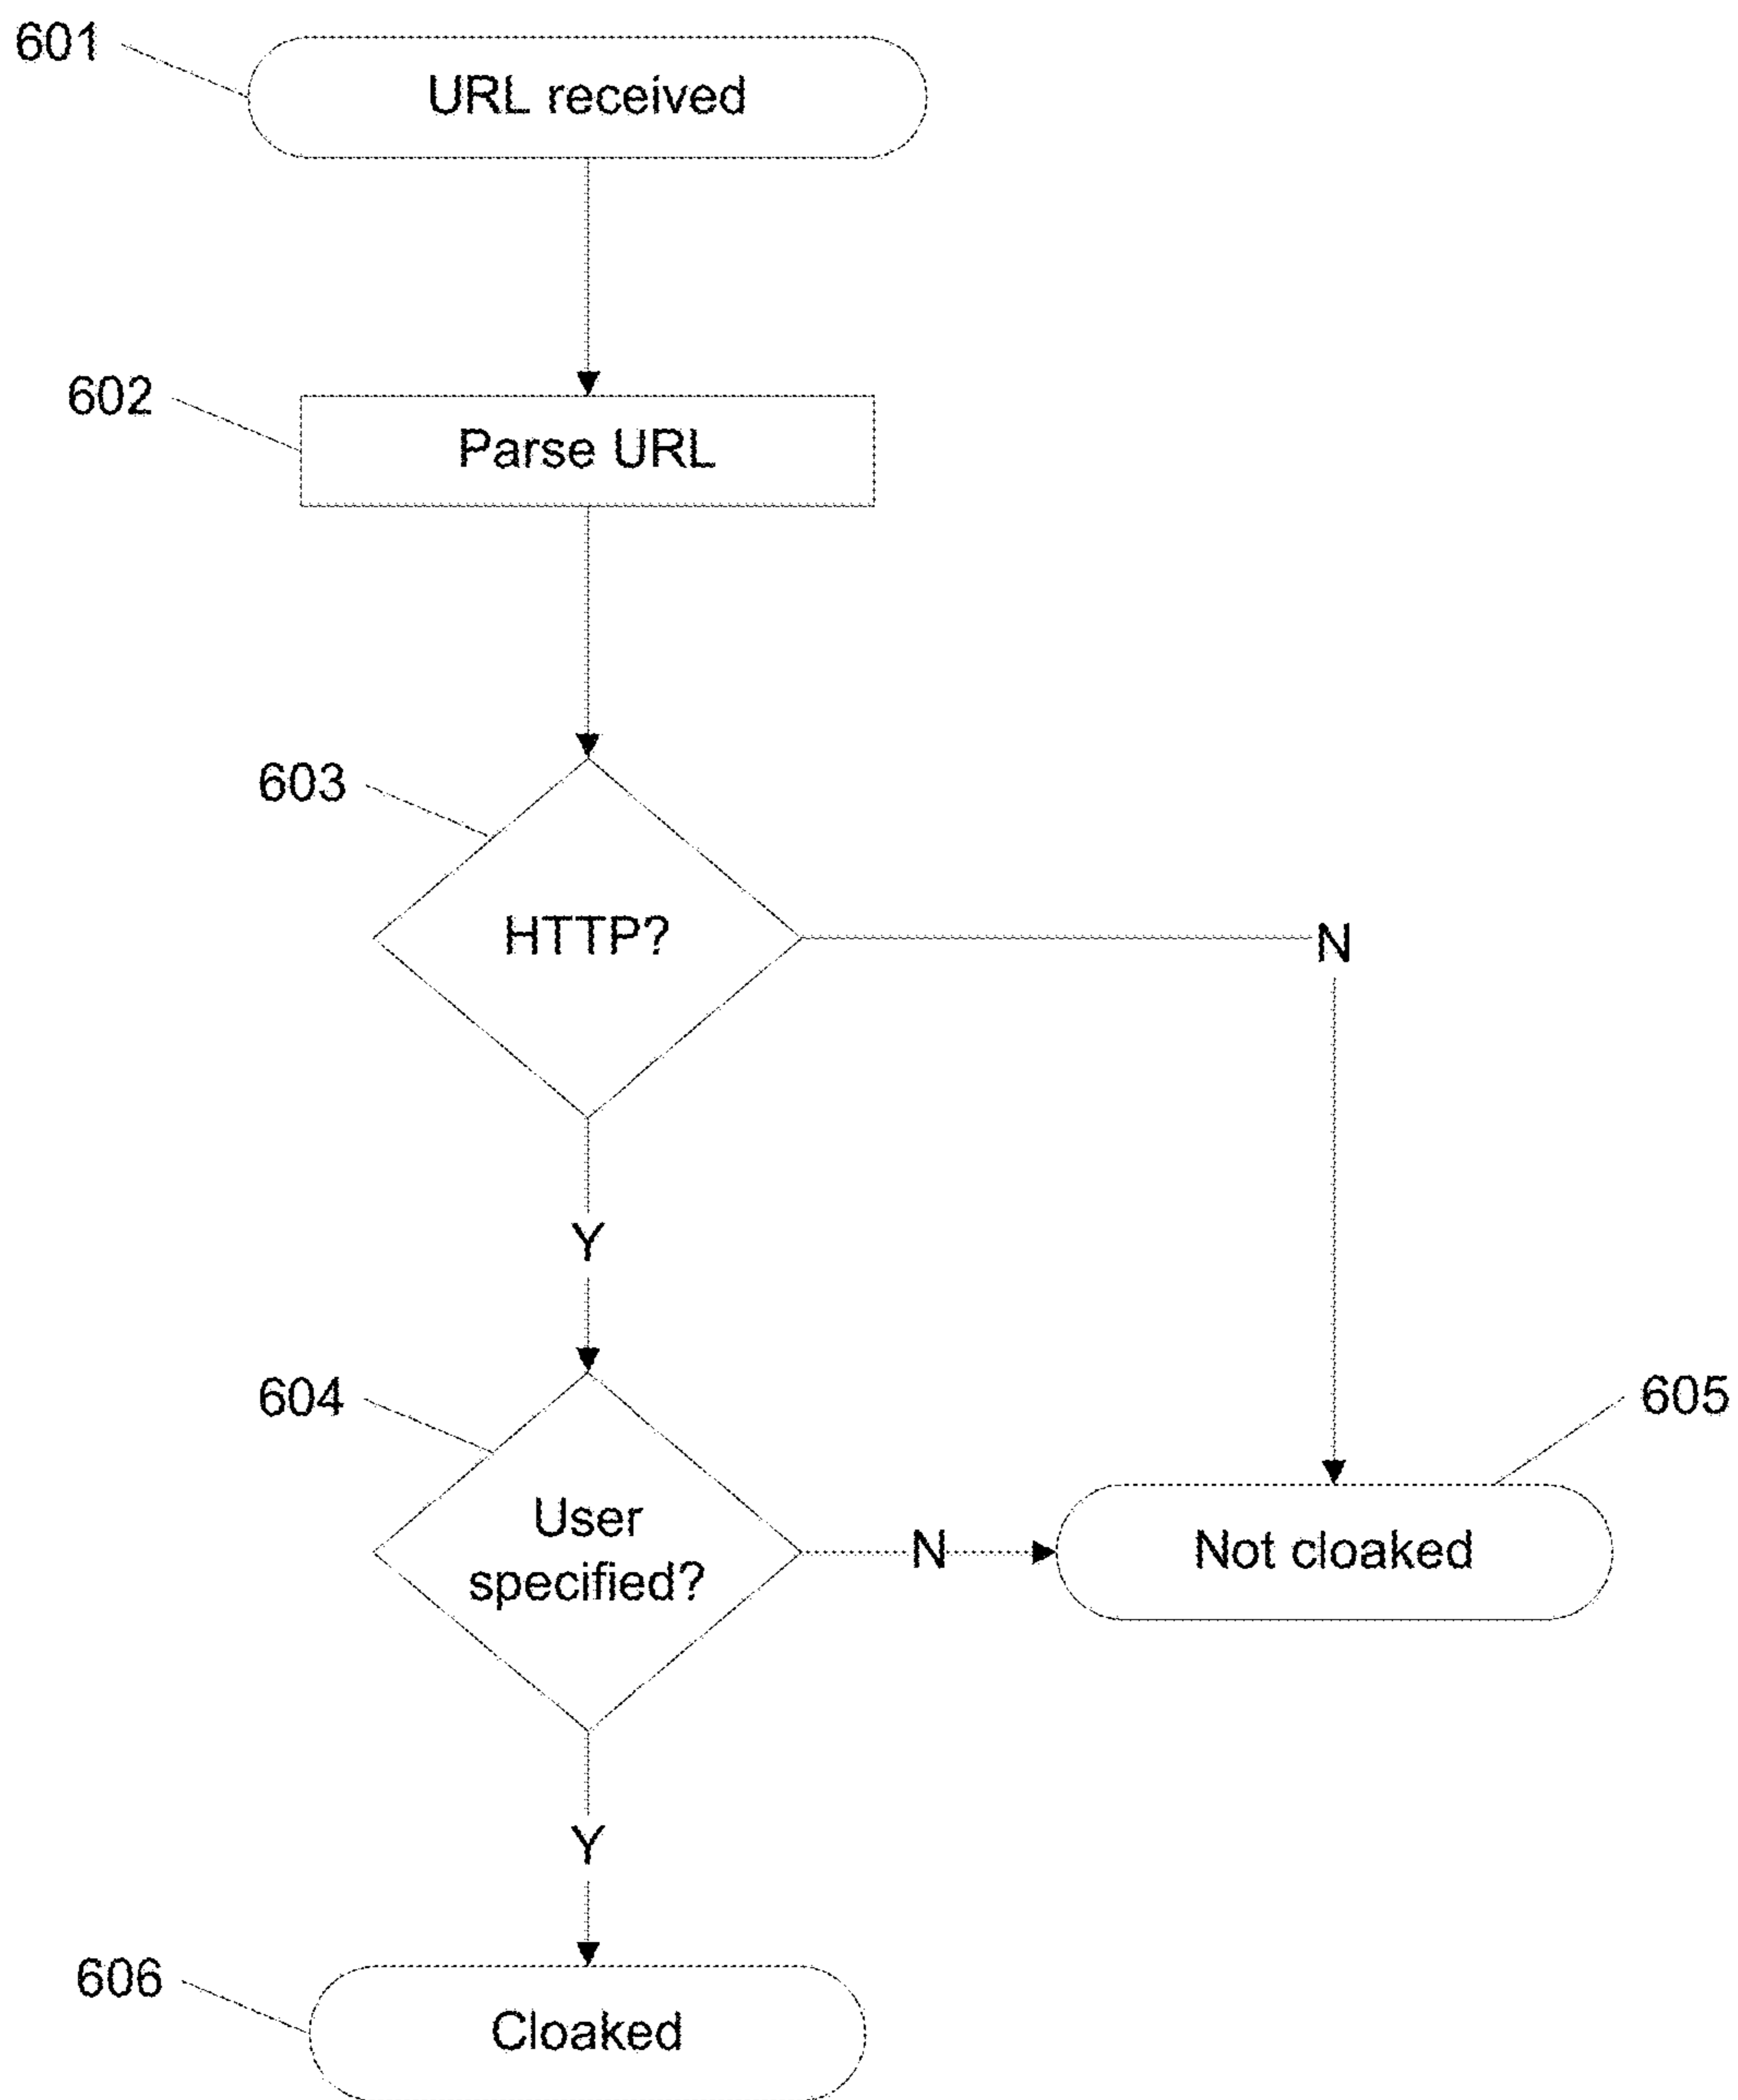 601
URL received
602
Parse URL
603
HTTP?
N
Y
604
605
User
specified?
N
Not cloaked
Y
606
Cloaked